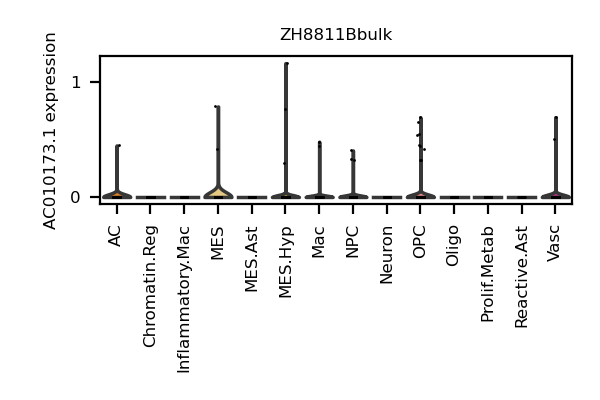 ZH8811Bbulk
AC010173.1 expression
1
0
AC
Chromatin.Reg
Inflammatory.Mac
MES
MES.Ast
MES.Hyp
Mac
NPC
Neuron
OPC
Oligo
Prolif.Metab
Reactive.Ast
Vasc